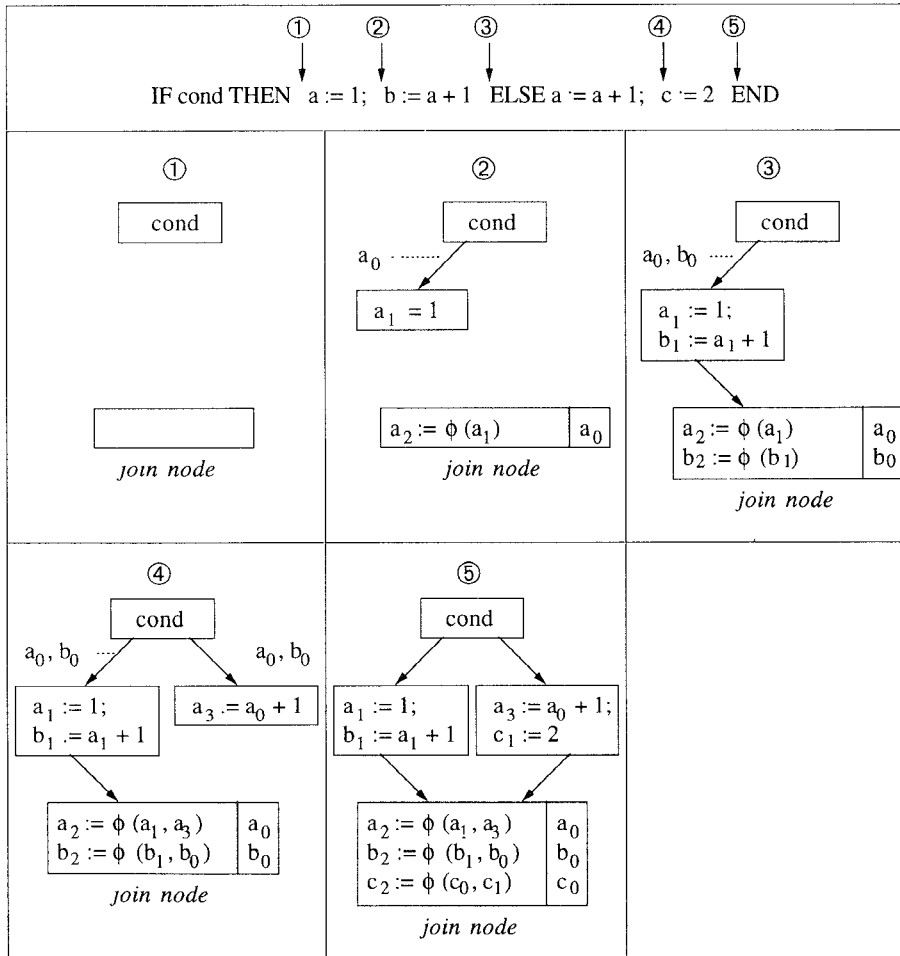 ① ② ③ ④ ⑤
IF cond THEN a := 1; b := a + 1 ELSE a := a + 1; c := 2 END
①
cond
join node
②
cond
a₀
a₁ = 1
a₂ := ϕ (a₁) a₀
join node
③
cond
a₀, b₀
a₁ := 1;
b₁ := a₁ + 1
a₂ := ϕ (a₁) a₀
b₂ := ϕ (b₁) b₀
join node
④
cond
a₀, b₀ a₀, b₀
a₁ := 1;
b₁ := a₁ + 1
a₃ := a₀ + 1
a₂ := ϕ (a₁, a₃) a₀
b₂ := ϕ (b₁, b₀) b₀
join node
⑤
cond
a₁ := 1;
b₁ := a₁ + 1
a₃ := a₀ + 1;
c₁ := 2
a₂ := ϕ (a₁, a₃) a₀
b₂ := ϕ (b₁, b₀) b₀
c₂ := ϕ (c₀, c₁) c₀
join node